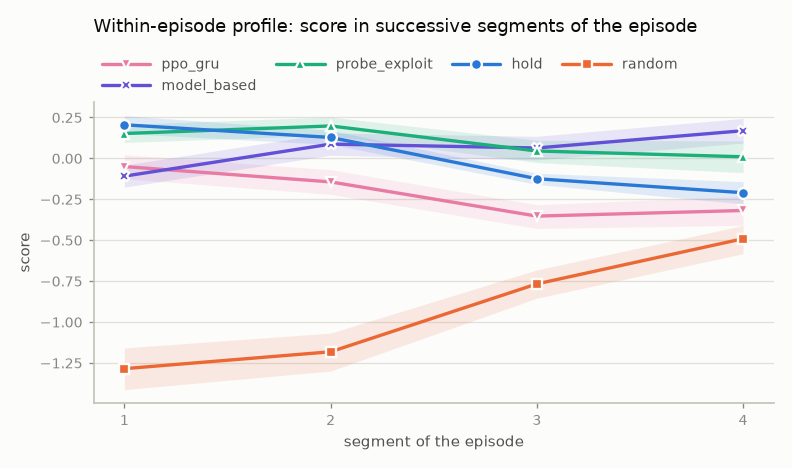 Within-episode profile: score in successive segments of the episode
ppo_gru probe_exploit hold random
model_based
0.25
0.00
−0.25
−0.50
−0.75
−1.00
−1.25
score
1 2 3 4
segment of the episode